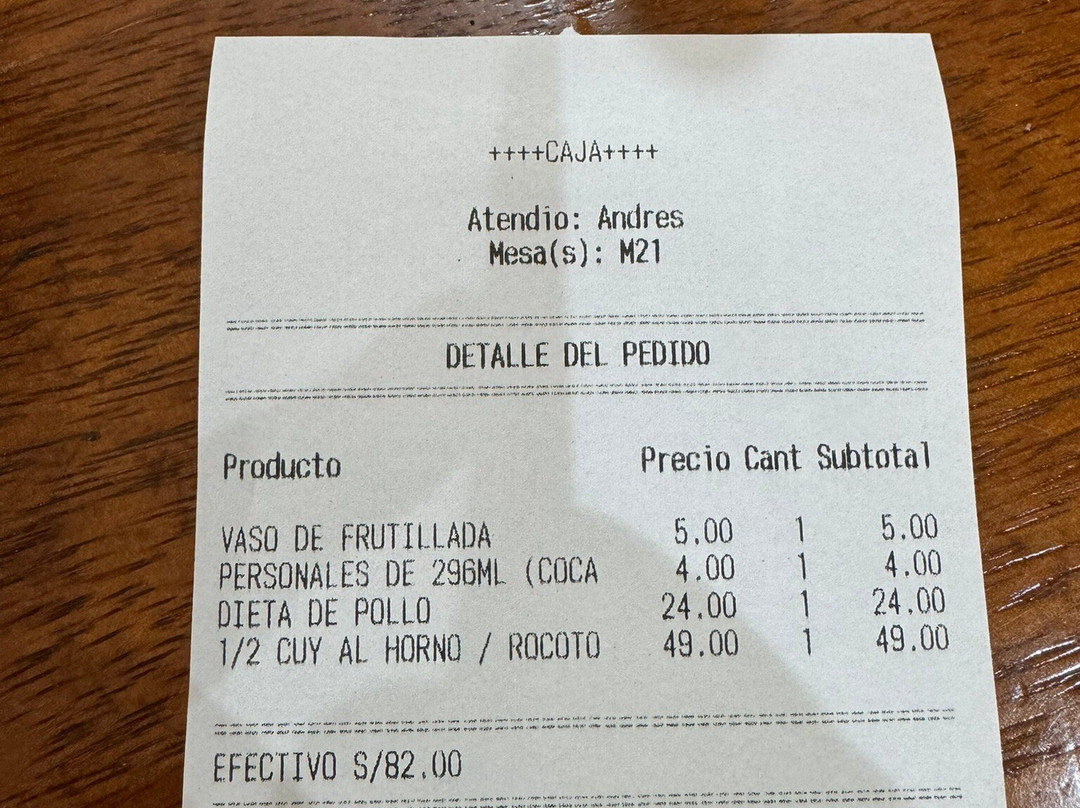 ++++CAJA++++
Atendio: Andres
Mesa(s): M21
DETALLE DEL PEDIDO
Producto Precio Cant Subtotal
VASO DE FRUTILLADA 5.00 1 5.00
PERSONALES DE 296ML (COCA 4.00 1 4.00
DIETA DE POLLO 24.00 1 24.00
1/2 CUY AL HORNO / ROCOTO 49.00 1 49.00
EFECTIVO S/82.00